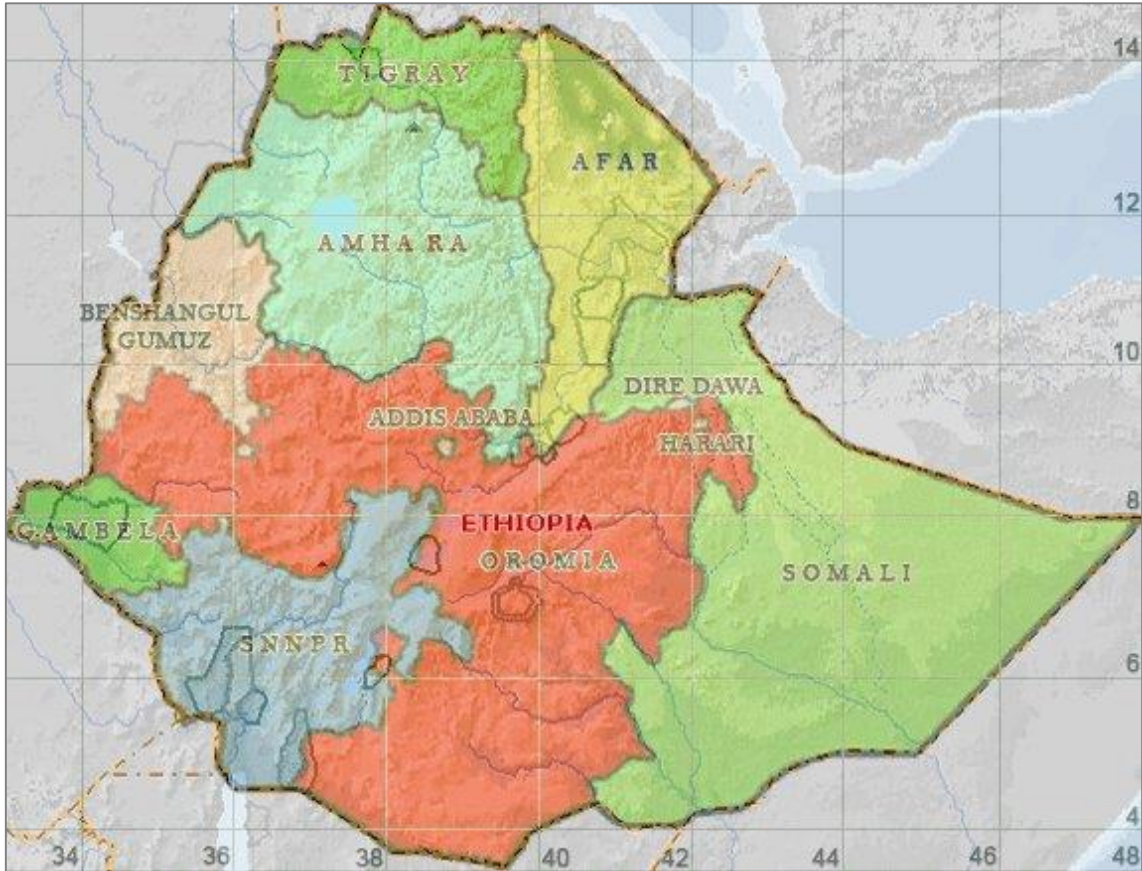 14
TIGRAY
AFAR
12
AMHARA
BENSHANGUL
GUMUZ
10
DIRE DAWA
ADDIS ABABA
HARARI
8
GAMBELA
ETHIOPIA
OROMIA
SOMALI
SNNPR
6
4
34
36
38
40
42
44
46
48